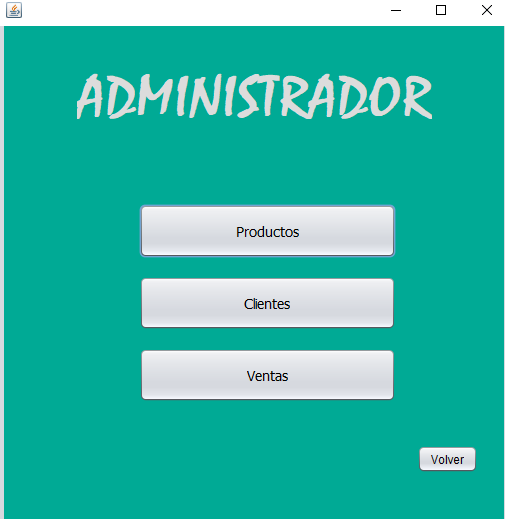 ADMINISTRADOR
Productos
Clientes
Ventas
Volver